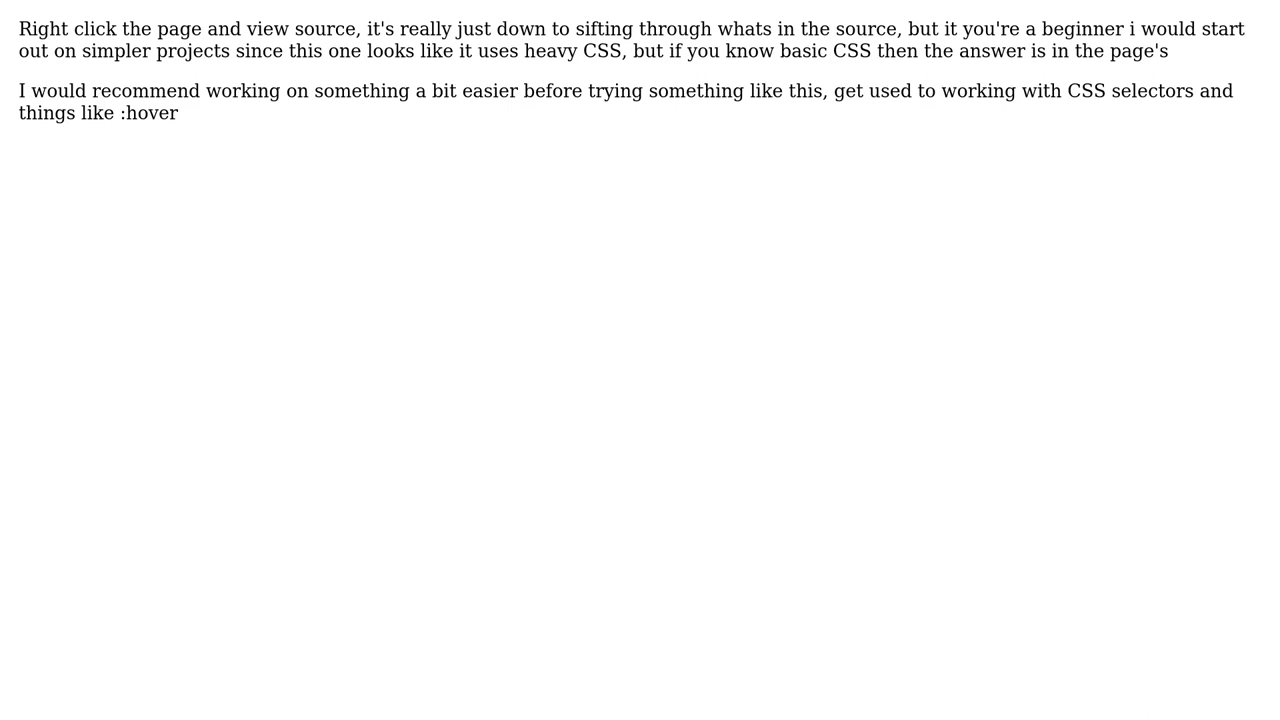 Right click the page and view source, it's really just down to sifting through whats in the source, but it you're a beginner i would start
out on simpler projects since this one looks like it uses heavy CSS, but if you know basic CSS then the answer is in the page's
I would recommend working on something a bit easier before trying something like this, get used to working with CSS selectors and
things like :hover